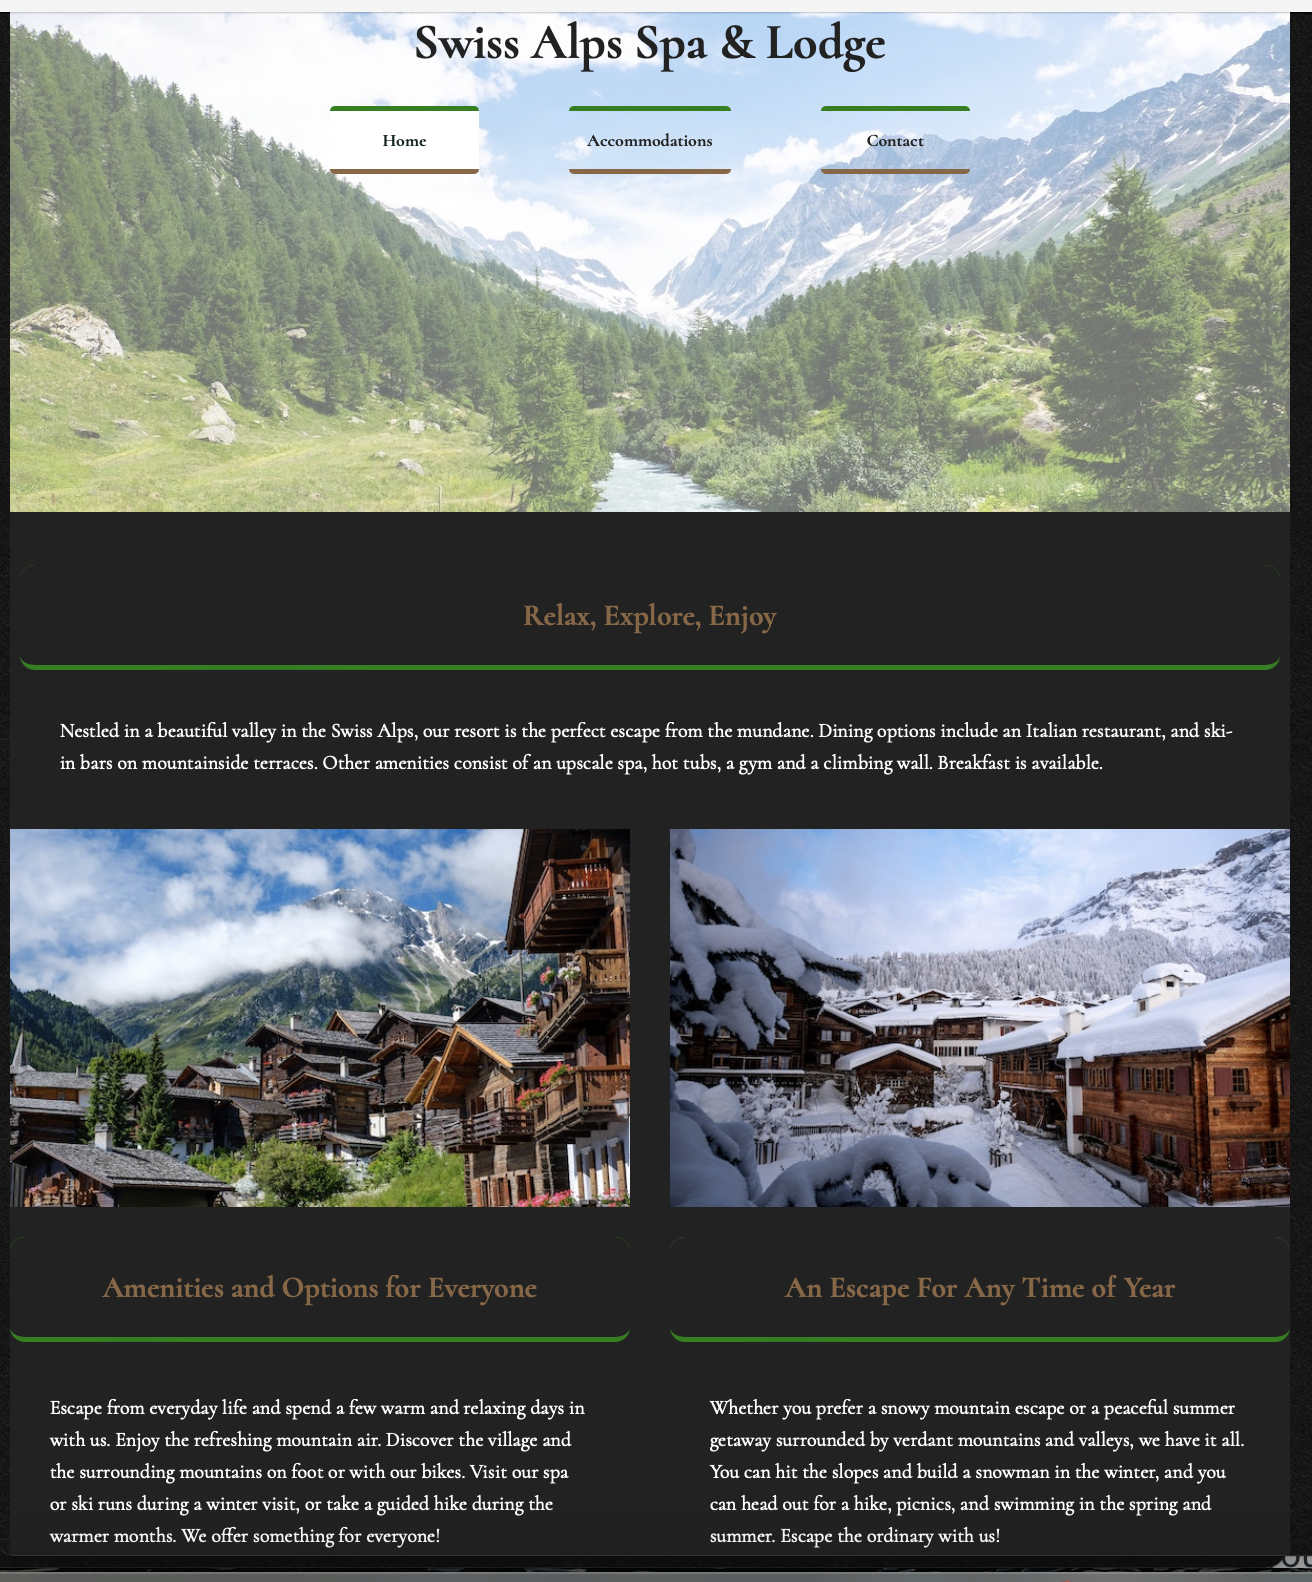 Swiss Alps Spa & Lodge
Home
Accommodations
Contact
Relax, Explore, Enjoy
Nestled in a beautiful valley in the Swiss Alps, our resort is the perfect escape from the mundane. Dining options include an Italian restaurant, and ski-
in bars on mountainside terraces. Other amenities consist of an upscale spa, hot tubs, a gym and a climbing wall. Breakfast is available.
Amenities and Options for Everyone
Escape from everyday life and spend a few warm and relaxing days in
with us. Enjoy the refreshing mountain air. Discover the village and
the surrounding mountains on foot or with our bikes. Visit our spa
or ski runs during a winter visit, or take a guided hike during the
warmer months. We offer something for everyone!
An Escape For Any Time of Year
Whether you prefer a snowy mountain escape or a peaceful summer
getaway surrounded by verdant mountains and valleys, we have it all.
You can hit the slopes and build a snowman in the winter, and you
can head out for a hike, picnics, and swimming in the spring and
summer. Escape the ordinary with us!